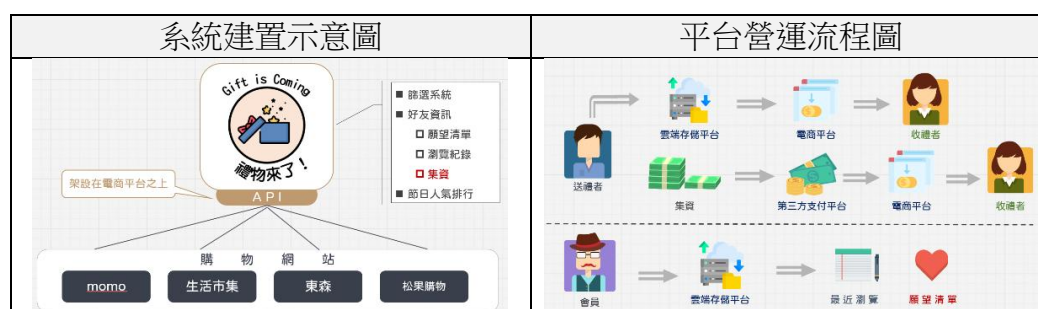 系統建置示意圖
平台營運流程圖
Gift is Coming
禮物來了!
API
架設在電商平台之上
■ 篩選系統
■ 好友資訊
□ 願望清單
□ 瀏覽紀錄
□ 集資
■ 節日人氣排行
購物網站
momo
生活市集
東森
松果購物
送禮者
雲端存儲平台
電商平台
收禮者
集資
第三方支付平台
電商平台
收禮者
會員
雲端存儲平台
最近瀏覽
願望清單